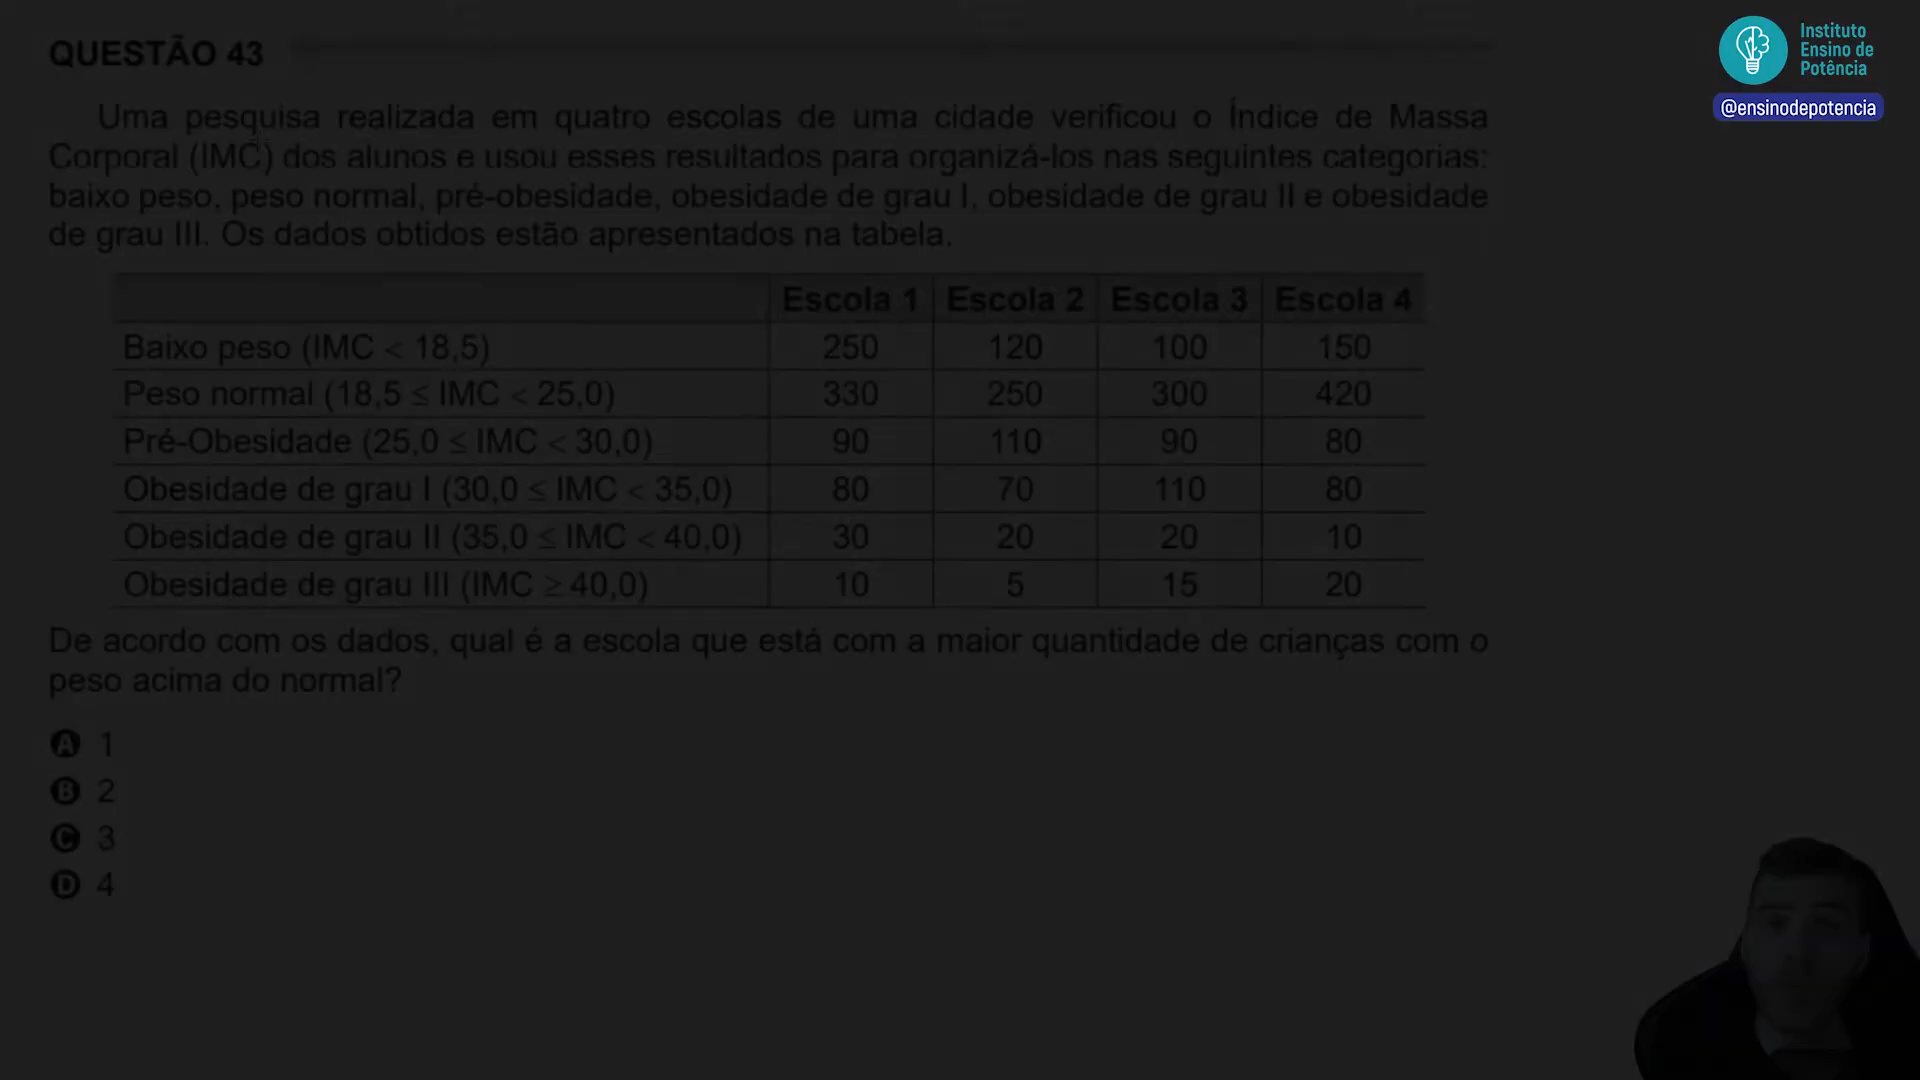 QUESTÃO 43
Uma pesquisa realizada em quatro escolas de uma cidade verificou o Índice de Massa
Corporal (IMC) dos alunos e usou esses resultados para organizá-los nas seguintes categorias:
baixo peso, peso normal, pré-obesidade, obesidade de grau I, obesidade de grau II e obesidade
de grau III. Os dados obtidos estão apresentados na tabela.
Escola 1 Escola 2 Escola 3 Escola 4
Baixo peso (IMC < 18,5) 250 120 100 150
Peso normal (18,5 ≤ IMC < 25,0) 330 250 300 420
Pré-Obesidade (25,0 ≤ IMC < 30,0) 90 110 90 80
Obesidade de grau I (30,0 ≤ IMC < 35,0) 80 70 110 80
Obesidade de grau II (35,0 ≤ IMC < 40,0) 30 20 20 10
Obesidade de grau III (IMC ≥ 40,0) 10 5 15 20
De acordo com os dados, qual é a escola que está com a maior quantidade de crianças com o
peso acima do normal?
A 1
B 2
C 3
D 4
Instituto
Ensino de
Potência
@ensinodepotencia